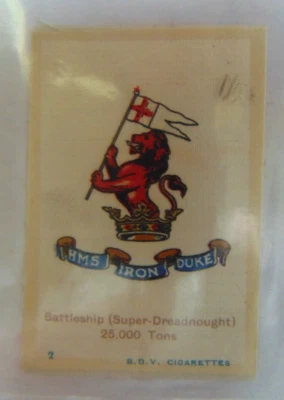 HMS IRON DUKE
Battleship (Super-Dreadnought)
25,000 Tons
2 B.D.V. CIGARETTES